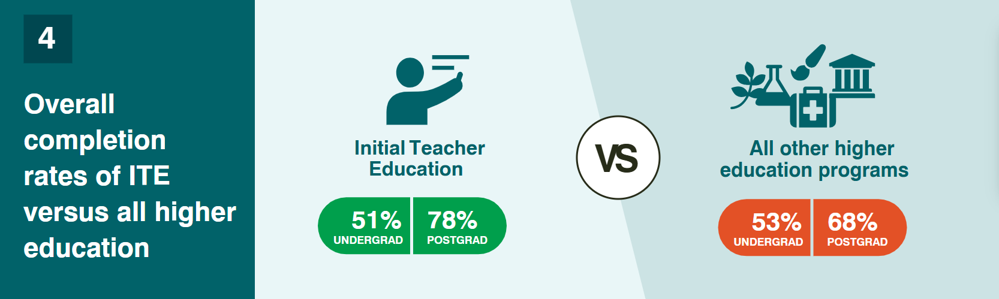 4
Overall
completion
rates of ITE
versus all higher
education
Initial Teacher
Education
51%
UNDERGRAD
78%
POSTGRAD
VS
All other higher
education programs
53%
UNDERGRAD
68%
POSTGRAD